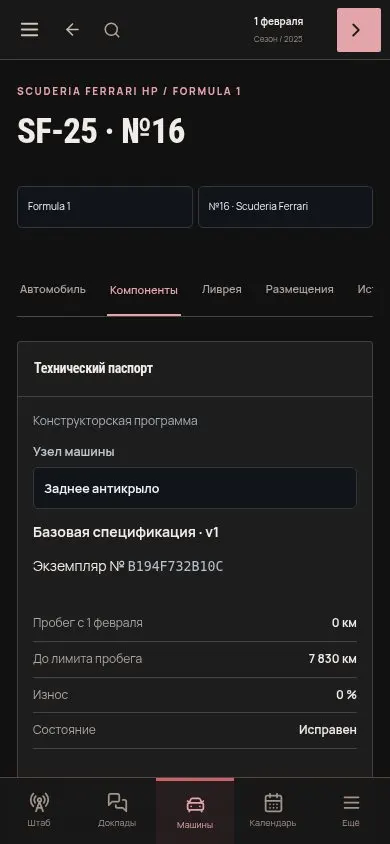 1 февраля
Сезон / 2025
SCUDERIA FERRARI HP / FORMULA 1
SF-25 · №16
Formula 1
№16 · Scuderia Ferrari
Автомобиль Компоненты Ливрея Размещения Ис
Технический паспорт
Конструкторская программа
Узел машины
Заднее антикрыло
Базовая спецификация · v1
Экземпляр № B194F732B10C
Пробег с 1 февраля 0 км
До лимита пробега 7 830 км
Износ 0 %
Состояние Исправен
Штаб Доклады Машины Календарь Ещё